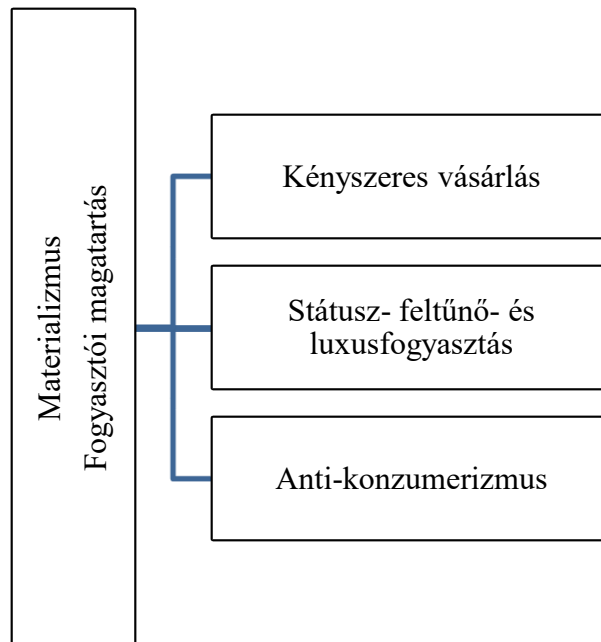 Materializmus
Fogyasztói magatartás
Kényszeres vásárlás
Státusz- feltűnő- és
luxusfogyasztás
Anti-konzumerizmus